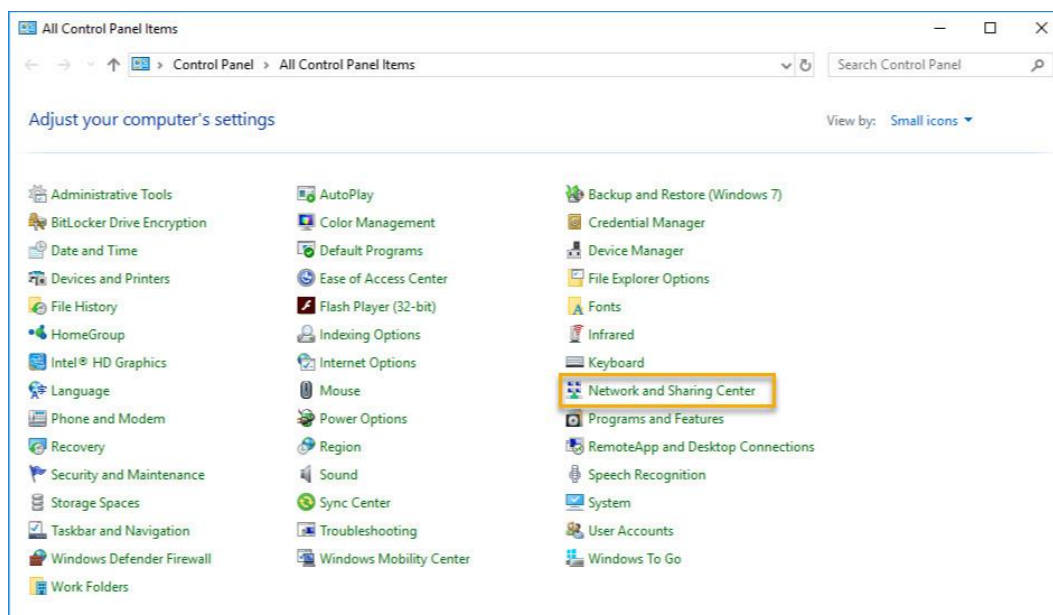 All Control Panel Items
Control Panel > All Control Panel Items
Search Control Panel
Adjust your computer's settings
View by: Small icons
Administrative Tools
AutoPlay
Backup and Restore (Windows 7)
BitLocker Drive Encryption
Color Management
Credential Manager
Date and Time
Default Programs
Device Manager
Devices and Printers
Ease of Access Center
File Explorer Options
File History
Flash Player (32-bit)
Fonts
HomeGroup
Indexing Options
Infrared
Intel® HD Graphics
Internet Options
Keyboard
Language
Mouse
Network and Sharing Center
Phone and Modem
Power Options
Programs and Features
Recovery
Region
RemoteApp and Desktop Connections
Security and Maintenance
Sound
Speech Recognition
Storage Spaces
Sync Center
System
Taskbar and Navigation
Troubleshooting
User Accounts
Windows Defender Firewall
Windows Mobility Center
Windows To Go
Work Folders